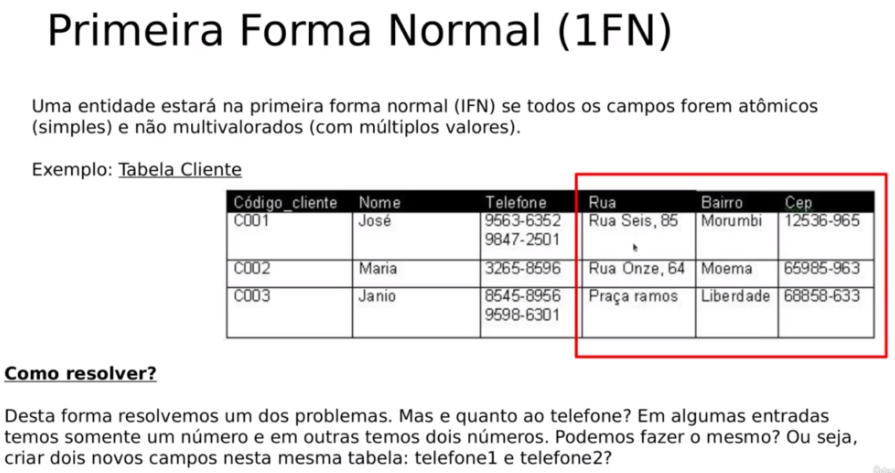 Primeira Forma Normal (1FN)
Uma entidade estará na primeira forma normal (IFN) se todos os campos forem atômicos
(simples) e não multivalorados (com múltiplos valores).
Exemplo: Tabela Cliente
Código_cliente Nome Telefone Rua Bairro Cep
C001 José 9563-6352 Rua Seis, 85 Morumbi 12536-965
9847-2501
C002 Maria 3265-8596 Rua Onze, 64 Moema 65985-963
C003 Janio 8545-8956 Praça ramos Liberdade 68858-633
9598-6301
Como resolver?
Desta forma resolvemos um dos problemas. Mas e quanto ao telefone? Em algumas entradas
temos somente um número e em outras temos dois números. Podemos fazer o mesmo? Ou seja,
criar dois novos campos nesta mesma tabela: telefone1 e telefone2?